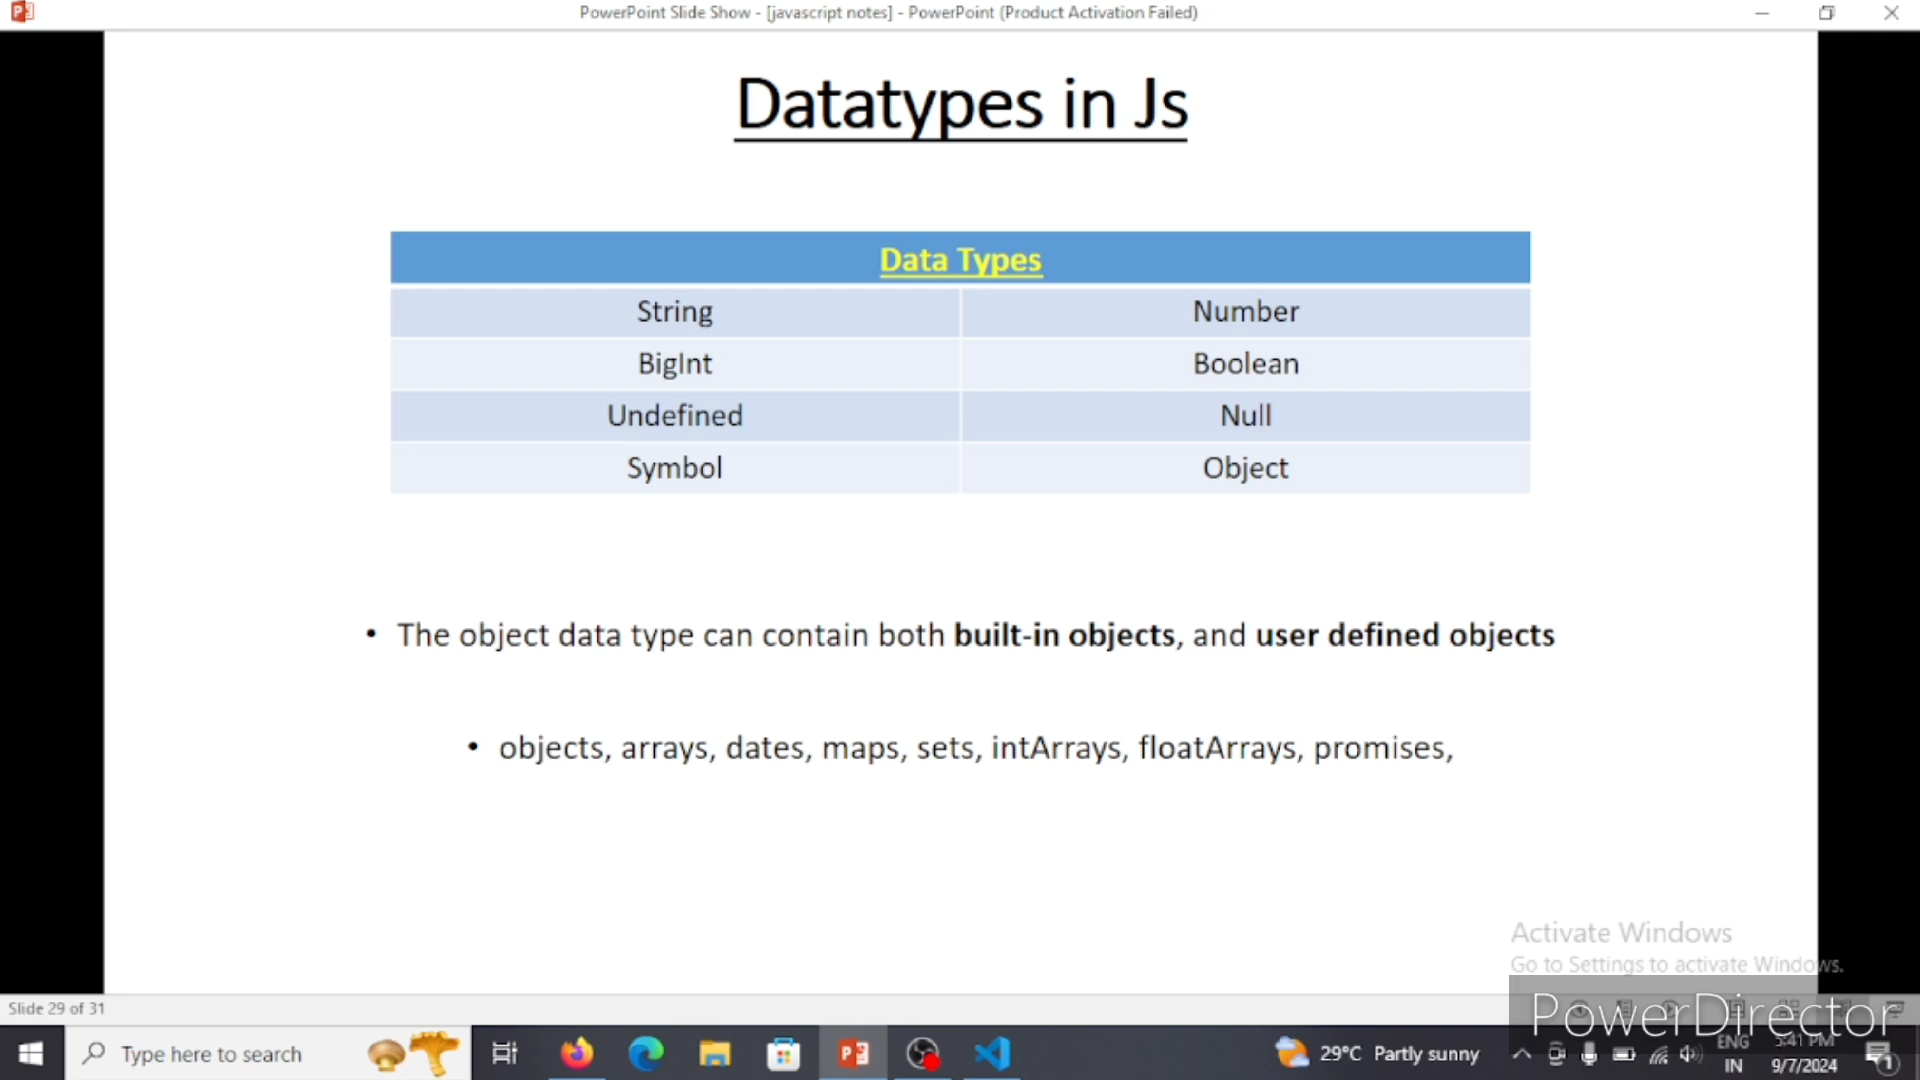 PowerPoint Slide Show - [javascript notes] - PowerPoint (Product Activation Failed)
Datatypes in Js
Data Types
String Number
BigInt Boolean
Undefined Null
Symbol Object
• The object data type can contain both built-in objects, and user defined objects
• objects, arrays, dates, maps, sets, intArrays, floatArrays, promises,
Activate Windows
Go to Settings to activate Windows.
Slide 29 of 31
PowerDirector
Type here to search
29°C Partly sunny
ENG
IN
5:41 PM
9/7/2024
1